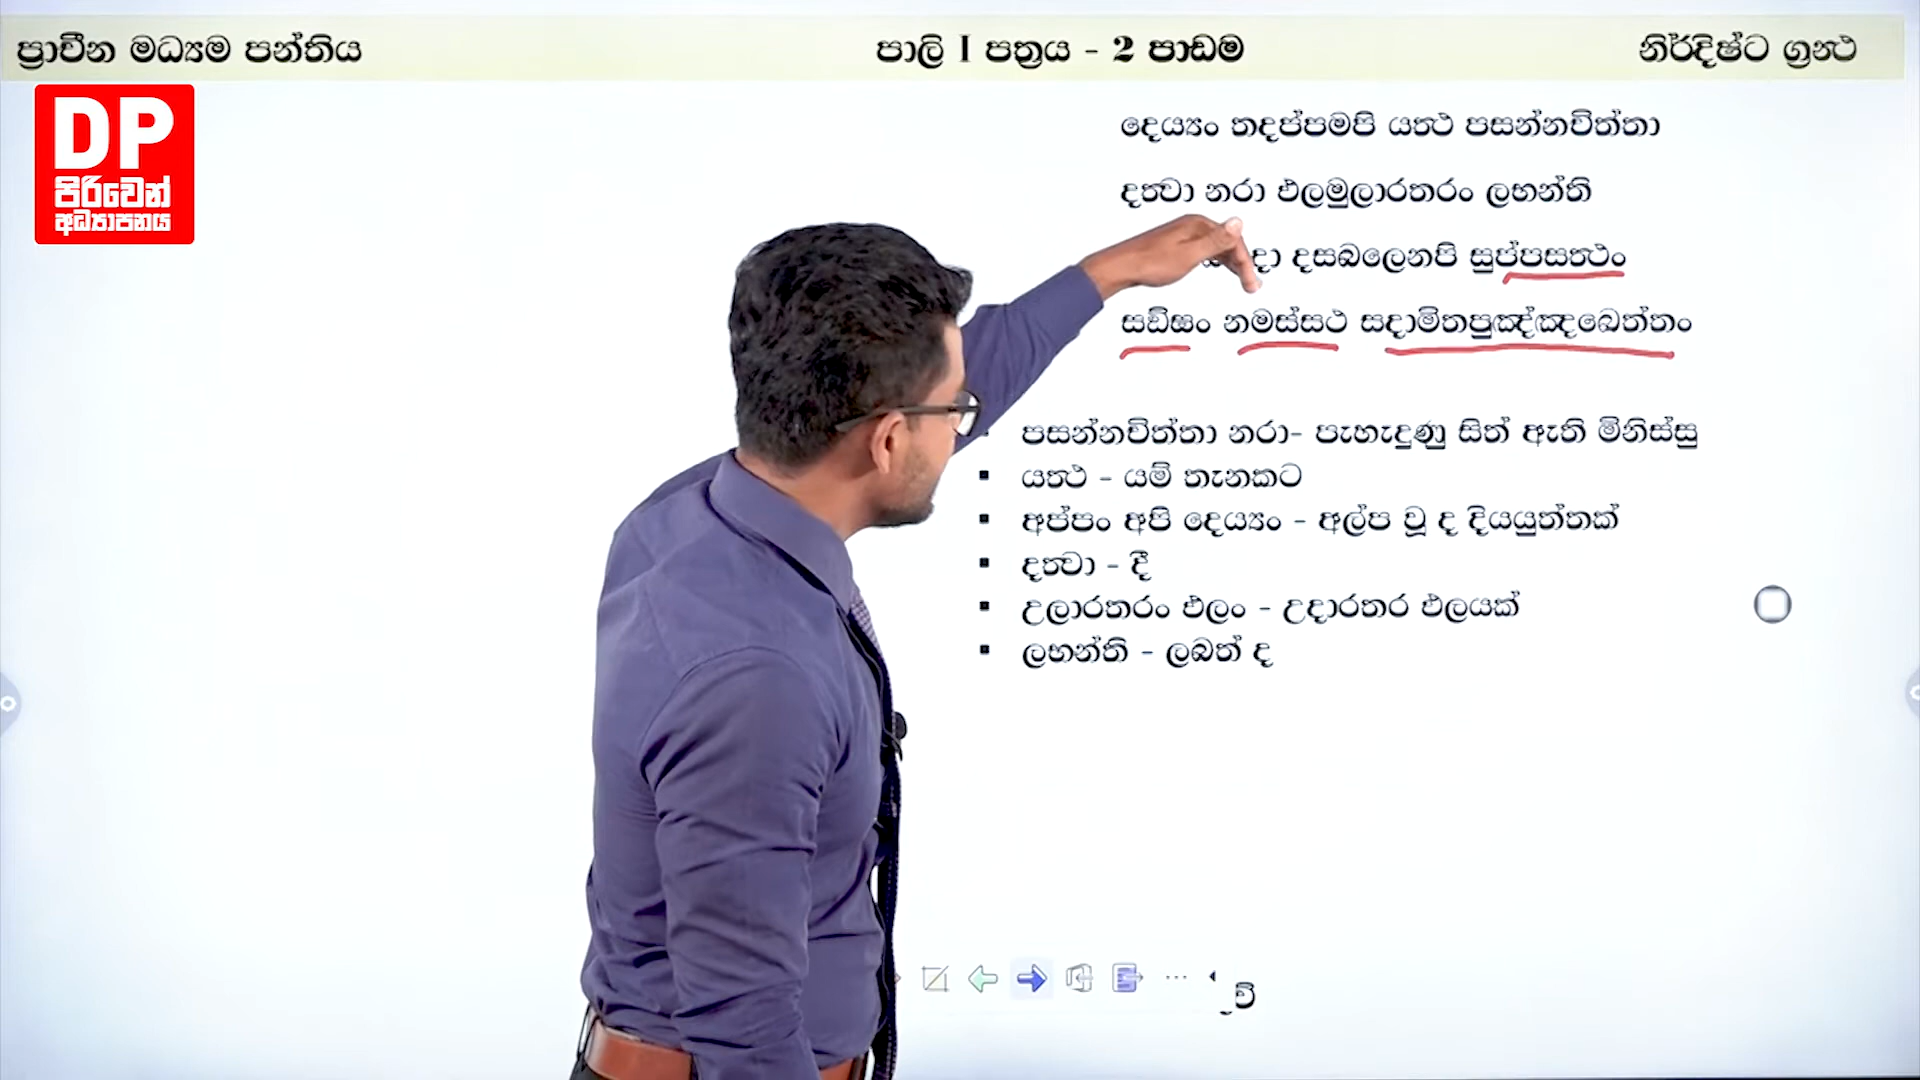 ප්‍රාචීන මධ්‍යම පන්තිය
පාලි I පත්‍රය - 2 පාඩම
නිර්දිෂ්ට ග්‍රන්ථ
DP
පිරිවෙන්
අධ්‍යාපනය
දෙය්‍යං තදප්පමපි යත්‍ථ පසන්නචිත්තා
දත්‍වා නරා ඵලමුලාරතරං ලභන්ති
දසබලෙනපි සුප්පසත්‍ථං
සඞ්ඝං නමස්සථ සදාමිතපුඤ්ඤඛෙත්තං
පසන්නචිත්තා නරා- පැහැදුණු සිත් ඇති මිනිස්සු
▪ යත්‍ථ - යම් තැනකට
▪ අප්පං අපි දෙය්‍යං - අල්ප වූ ද දියයුත්තක්
▪ දත්‍වා - දී
▪ උලාරතරං ඵලං - උදාරතර ඵලයක්
▪ ලභන්ති - ලබත් ද